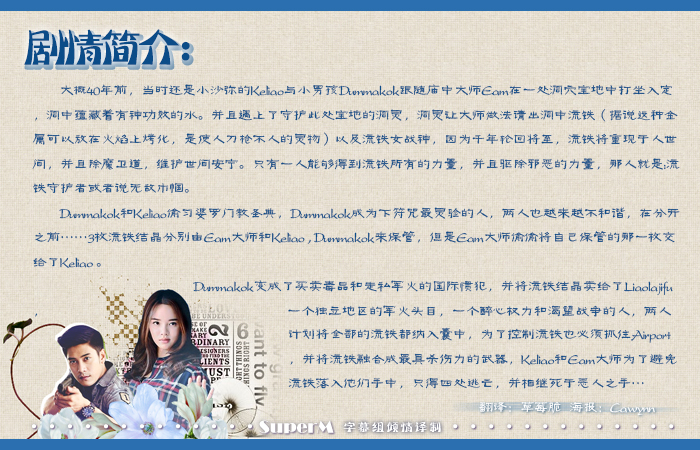 剧情简介：
大概40年前，当时还是小沙弥的Keliao与小男孩Dummakok跟随庙中大师Eam在一处洞穴宝地中打坐入定
，洞中蕴藏着有神功效的水。并且遇上了守护此处宝地的洞灵，洞灵让大师做法请出洞中流铁（据说这种金
属可以放在火焰上烤化，是使人刀枪不入的灵物）以及流铁女战神，因为千年轮回将至，流铁将重现于人世
间，并且除魔卫道，维护世间安宁。只有一人能够得到流铁所有的力量，并且驱除邪恶的力量，那人就是:流
铁守护者或者说无敌巾帼。
Dummakok和Keliao偷习婆罗门教圣典，Dummakok成为下符咒最灵验的人，两人也越来越不和谐，在分开
之前……3枚流铁结晶分别由Eam大师和Keliao，Dummakok来保管，但是Eam大师偷偷将自己保管的那一枚交
给了Keliao。
Dummakok变成了买卖毒品和走私军火的国际惯犯，并将流铁结晶卖给了Liaolajifu
一个独立地区的军火头目，一个醉心权力和渴望战争的人，两人
计划将全部的流铁都纳入囊中，为了控制流铁也必须抓住Airport
，并将流铁融合成最具杀伤力的武器，Keliao和Eam大师为了避免
流铁落入他们手中，只得四处逃亡，并相继死于恶人之手…
翻译：草莓脆 海报：Cawynn
SuperM 字幕组倾情译制